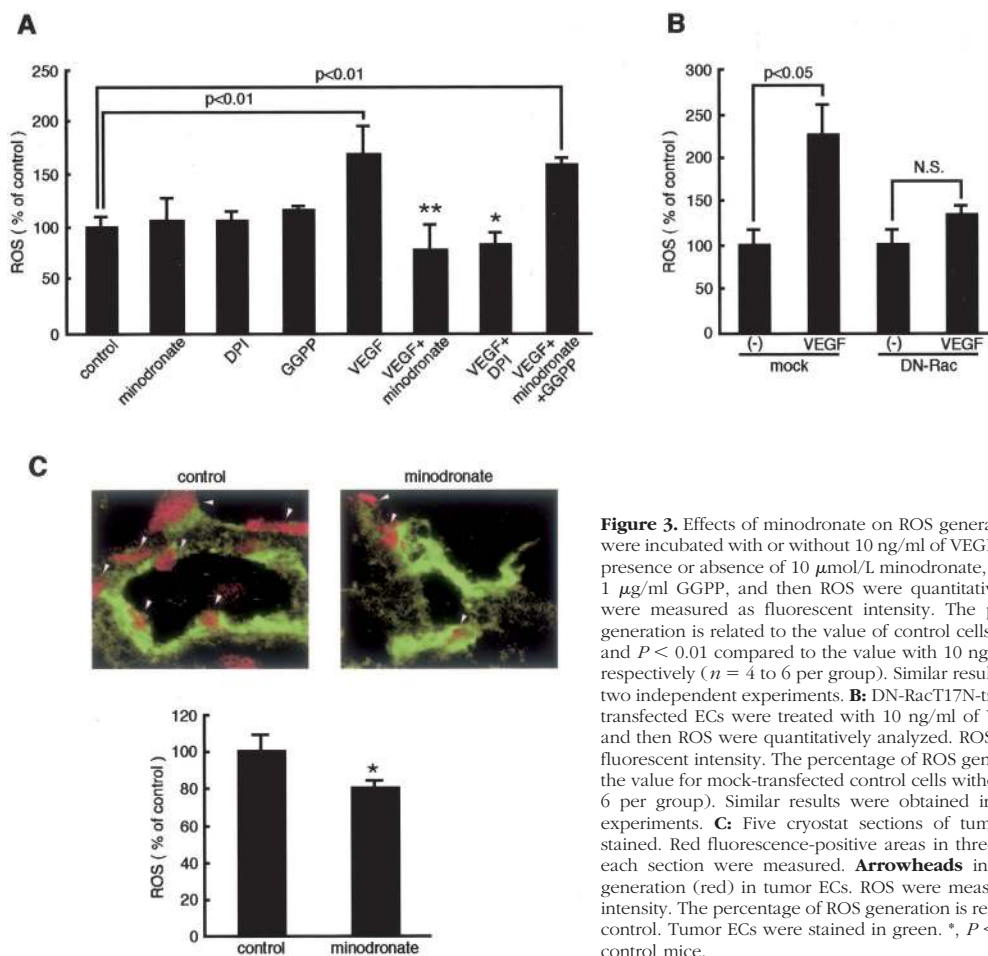 A
250
200
150
100
50
0
ROS ( % of control )
p<0.01
p<0.01
**
*
control
minodronate
DPI
GGPP
VEGF
VEGF+
minodronate
VEGF+
DPI
VEGF+
minodronate
+GGPP
B
300
250
200
150
100
50
0
ROS ( % of control )
p<0.05
N.S.
(-)
VEGF
(-)
VEGF
mock
DN-Rac
C
control
minodronate
120
100
80
60
40
20
0
ROS ( % of control )
*
control
minodronate
Figure 3. Effects of minodronate on ROS genera
were incubated with or without 10 ng/ml of VEGF
presence or absence of 10 μmol/L minodronate,
1 μg/ml GGPP, and then ROS were quantitativ
were measured as fluorescent intensity. The p
generation is related to the value of control cells
and P < 0.01 compared to the value with 10 ng
respectively (n = 4 to 6 per group). Similar resul
two independent experiments. B: DN-RacT17N-tr
transfected ECs were treated with 10 ng/ml of
and then ROS were quantitatively analyzed. ROS
fluorescent intensity. The percentage of ROS gen
the value for mock-transfected control cells witho
6 per group). Similar results were obtained in
experiments. C: Five cryostat sections of tum
stained. Red fluorescence-positive areas in thre
each section were measured. Arrowheads in
generation (red) in tumor ECs. ROS were meas
intensity. The percentage of ROS generation is re
control. Tumor ECs were stained in green. *, P <
control mice.